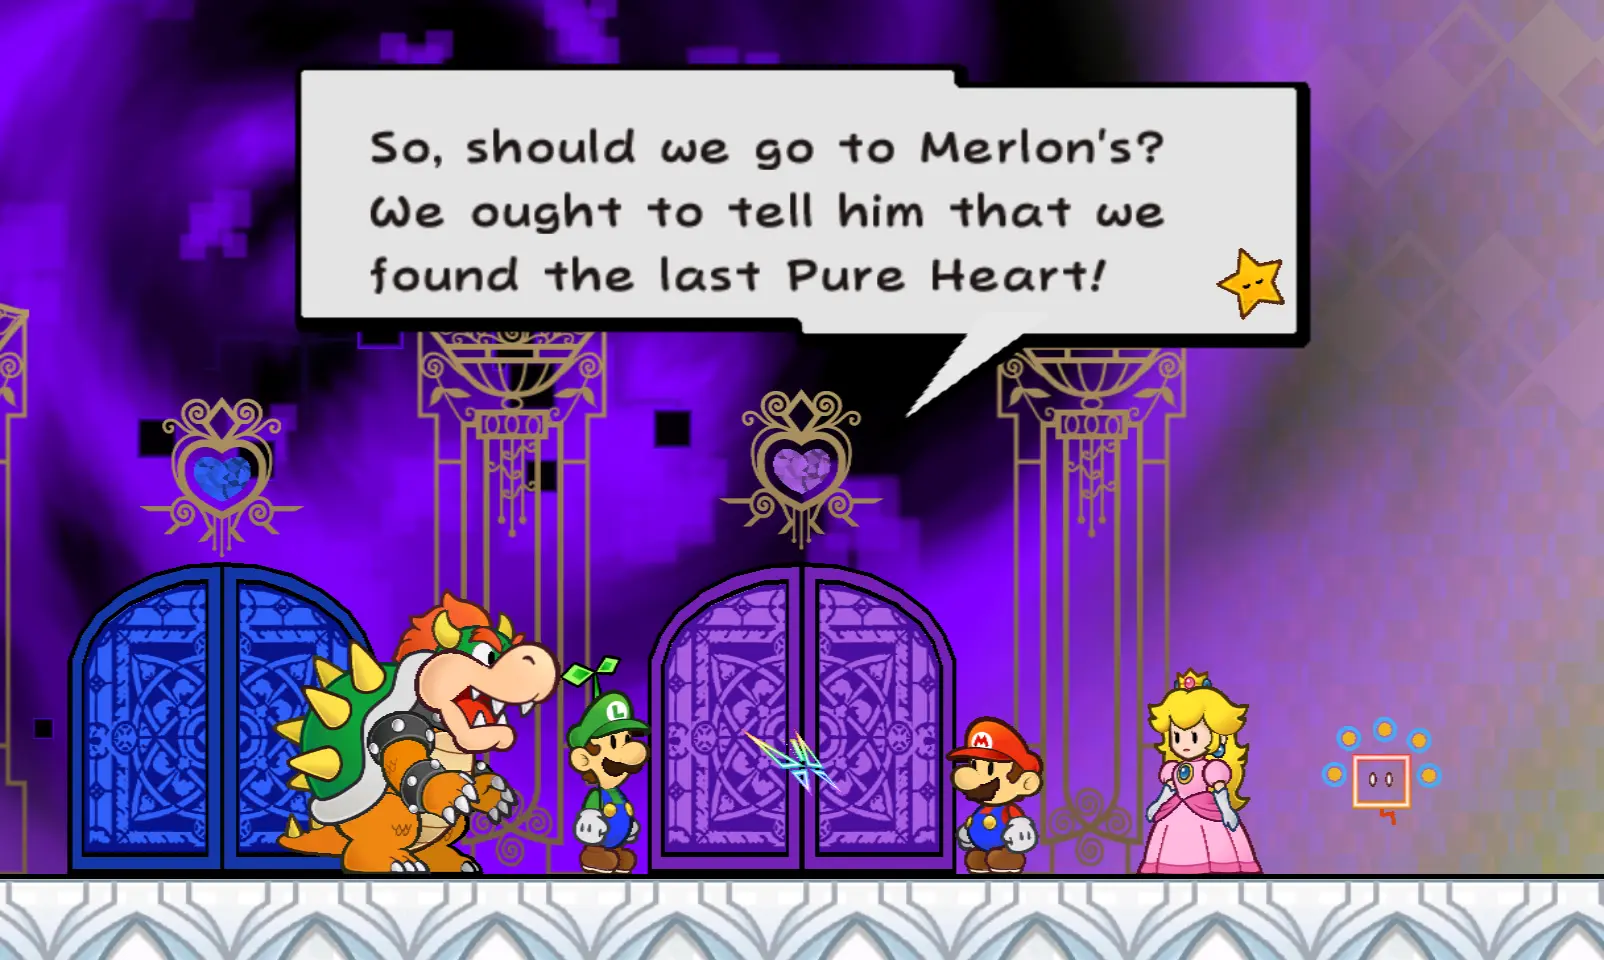 So, should we go to Merlon's?
We ought to tell him that we
found the last Pure Heart!
L
M